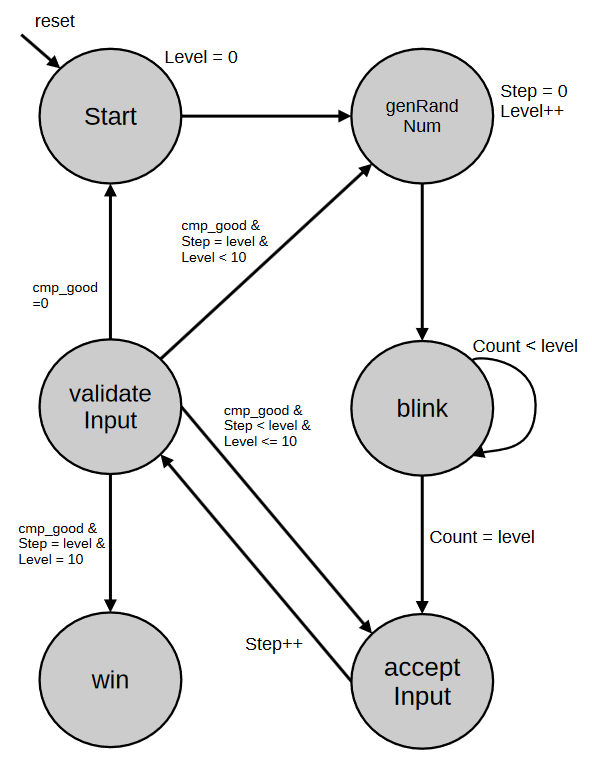 reset
Level = 0
Start
genRand
Num
Step = 0
Level++
cmp_good &
Step = level &
Level < 10
cmp_good
=0
Count < level
validate
Input
blink
cmp_good &
Step < level &
Level <= 10
cmp_good &
Step = level &
Level = 10
Count = level
Step++
win
accept
Input